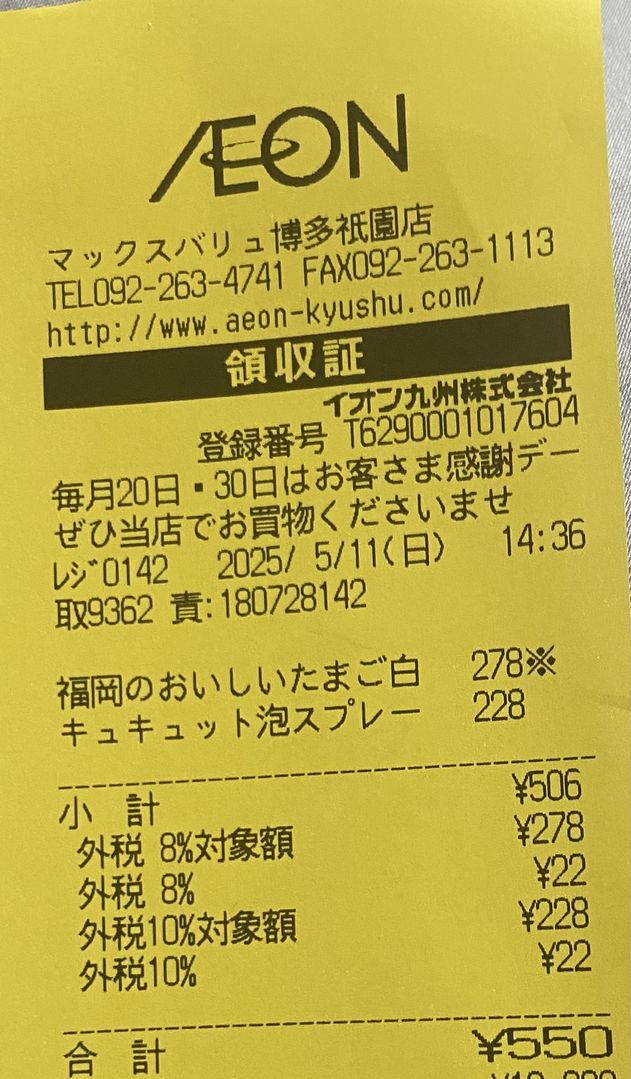 ÆON
マックスバリュ博多祇園店
TEL092-263-4741 FAX092-263-1113
http://www.aeon-kyushu.com/
領収証
イオン九州株式会社
登録番号 T6290001017604
毎月20日・30日はお客さま感謝デー
ぜひ当店でお買物くださいませ
ﾚｼﾞ0142 2025/ 5/11(日) 14:36
取9362 責:180728142
福岡のおいしいたまご白 278※
キュキュット泡スプレー 228
小 計 ¥506
外税 8%対象額 ¥278
外税 8% ¥22
外税10%対象額 ¥228
外税10% ¥22
合 計 ¥550